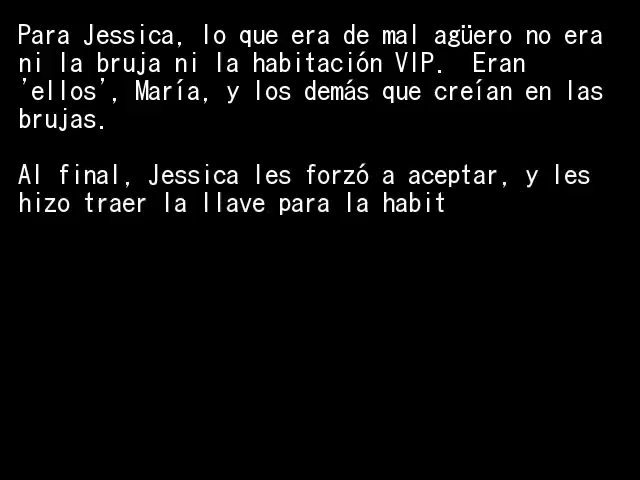 Para Jessica, lo que era de mal agüero no era
ni la bruja ni la habitación VIP.  Eran
'ellos', María, y los demás que creían en las
brujas.
Al final, Jessica les forzó a aceptar, y les
hizo traer la llave para la habit